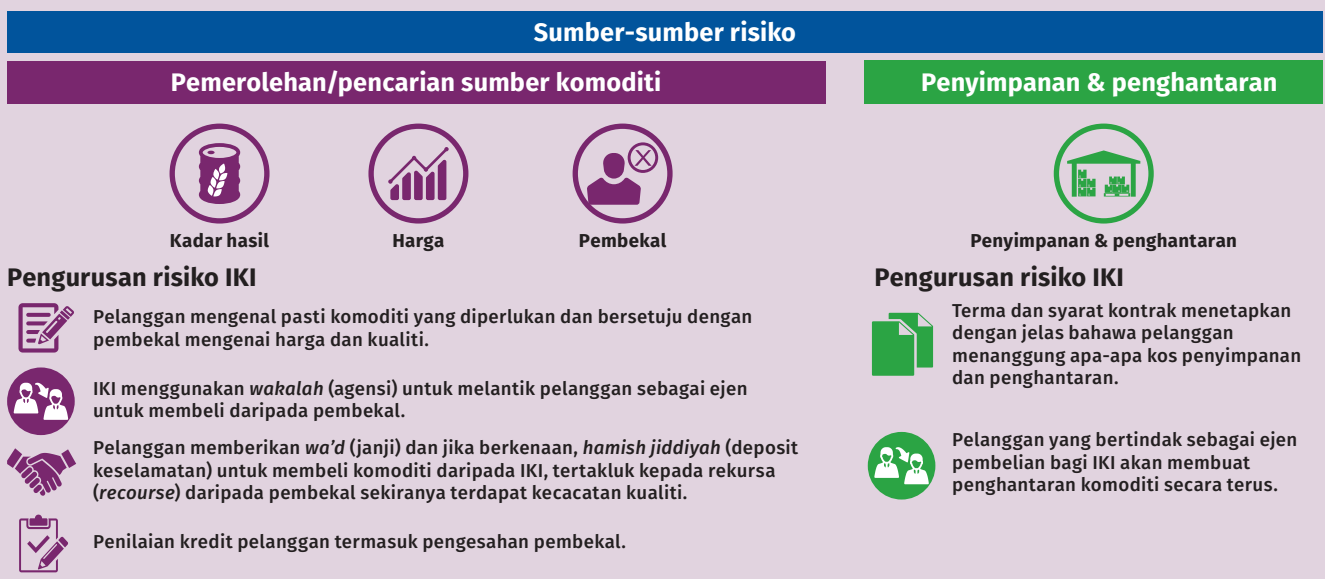 Sumber-sumber risiko
Pemerolehan/pencarian sumber komoditi
Kadar hasil
Harga
Pembekal
Pengurusan risiko IKI
Pelanggan mengenal pasti komoditi yang diperlukan dan bersetuju dengan
pembekal mengenai harga dan kualiti.
IKI menggunakan wakalah (agensi) untuk melantik pelanggan sebagai ejen
untuk membeli daripada pembekal.
Pelanggan memberikan wa’d (janji) dan jika berkenaan, hamish jiddiyah (deposit
keselamatan) untuk membeli komoditi daripada IKI, tertakluk kepada rekursa
(recourse) daripada pembekal sekiranya terdapat kecacatan kualiti.
Penilaian kredit pelanggan termasuk pengesahan pembekal.
Penyimpanan & penghantaran
Penyimpanan & penghantaran
Pengurusan risiko IKI
Terma dan syarat kontrak menetapkan
dengan jelas bahawa pelanggan
menanggung apa-apa kos penyimpanan
dan penghantaran.
Pelanggan yang bertindak sebagai ejen
pembelian bagi IKI akan membuat
penghantaran komoditi secara terus.